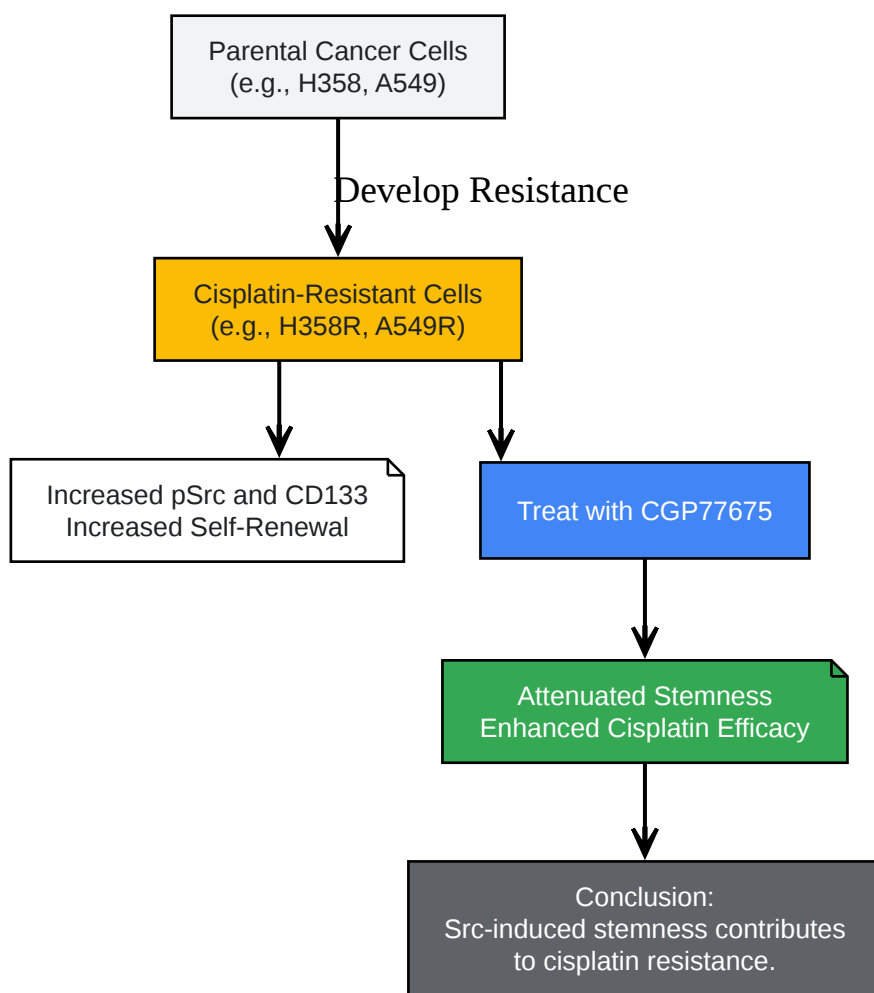 Parental Cancer Cells
(e.g., H358, A549)
Develop Resistance
Cisplatin-Resistant Cells
(e.g., H358R, A549R)
Increased pSrc and CD133
Increased Self-Renewal
Treat with CGP77675
Attenuated Stemness
Enhanced Cisplatin Efficacy
Conclusion:
Src-induced stemness contributes
to cisplatin resistance.